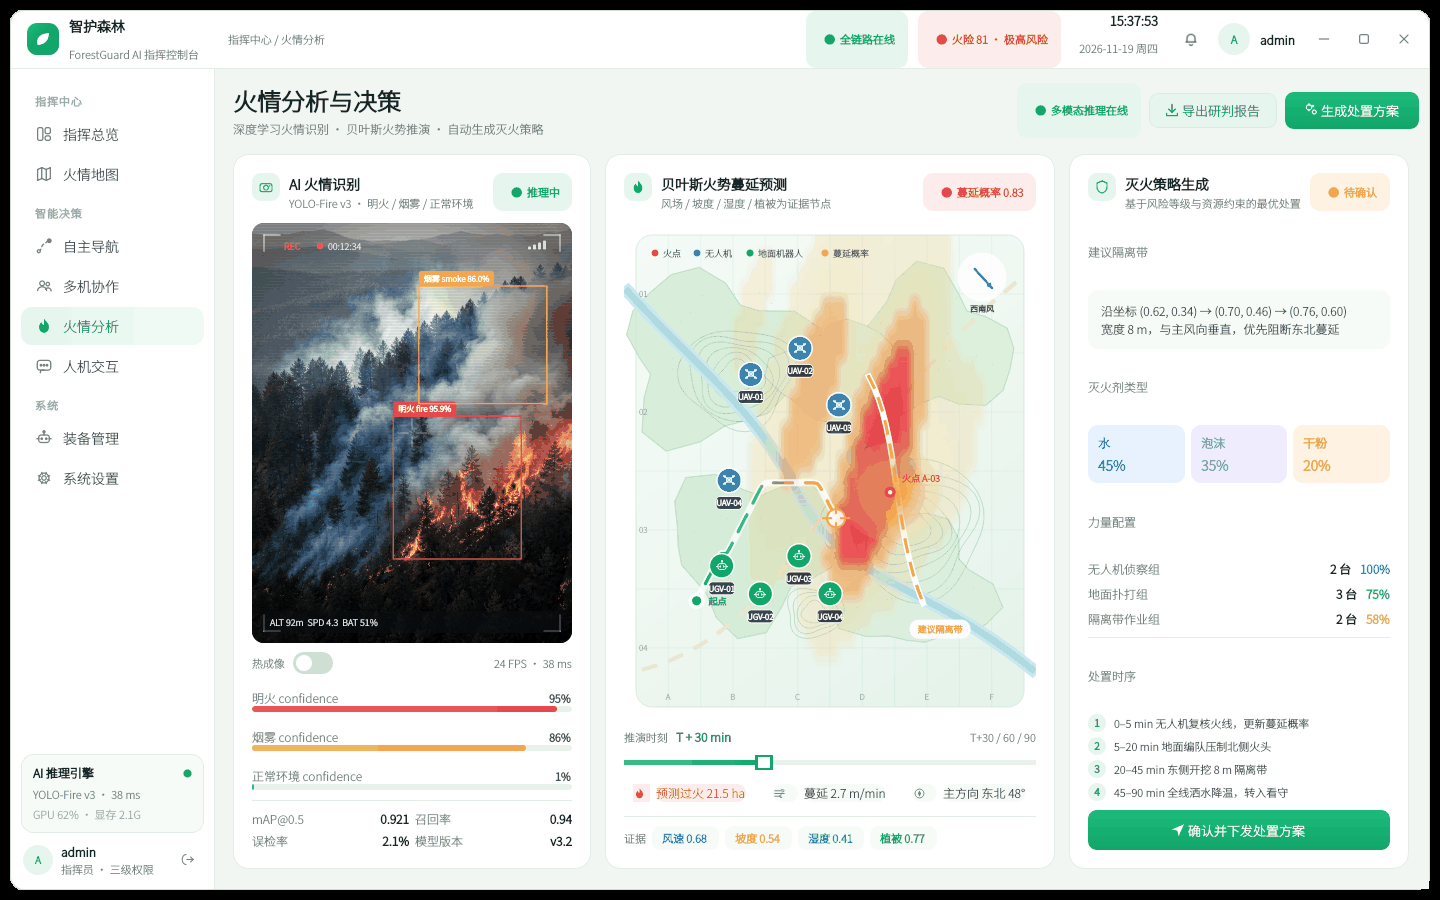 智护森林
ForestGuard AI 指挥控制台
指挥中心 / 火情分析
全链路在线
火险 81 · 极高风险
15:37:53
2026-11-19 周四
A
admin
指挥中心
指挥总览
火情地图
智能决策
自主导航
多机协作
火情分析
人机交互
系统
装备管理
系统设置
AI 推理引擎
YOLO-Fire v3 · 38 ms
GPU 62% · 显存 2.1G
A
admin
指挥员 · 三级权限
火情分析与决策
深度学习火情识别 · 贝叶斯火势推演 · 自动生成灭火策略
多模态推理在线
导出研判报告
生成处置方案
AI 火情识别
YOLO-Fire v3 · 明火 / 烟雾 / 正常环境
推理中
REC
00:12:34
烟雾 smoke 86.0%
明火 fire 95.9%
ALT 92m SPD 4.3 BAT 51%
热成像
24 FPS · 38 ms
明火 confidence
95%
烟雾 confidence
86%
正常环境 confidence
1%
mAP@0.5
0.921
召回率
0.94
误检率
2.1%
模型版本
v3.2
贝叶斯火势蔓延预测
风场 / 坡度 / 湿度 / 植被为证据节点
蔓延概率 0.83
火点
无人机
地面机器人
蔓延概率
西南风
01
02
03
04
UAV-02
UAV-01
UAV-03
UAV-04
火点 A-03
UGV-03
UGV-01
UGV-02
UGV-04
起点
建议隔离带
A
B
C
D
E
F
推演时刻
T + 30 min
T+30 / 60 / 90
预测过火 21.5 ha
蔓延 2.7 m/min
主方向 东北 48°
证据
风速 0.68
坡度 0.54
湿度 0.41
植被 0.77
灭火策略生成
基于风险等级与资源约束的最优处置
待确认
建议隔离带
沿坐标 (0.62, 0.34) → (0.70, 0.46) → (0.76, 0.60)
宽度 8 m，与主风向垂直，优先阻断东北蔓延
灭火剂类型
水
45%
泡沫
35%
干粉
20%
力量配置
无人机侦察组
2 台
100%
地面扑打组
3 台
75%
隔离带作业组
2 台
58%
处置时序
1
0–5 min 无人机复核火线，更新蔓延概率
2
5–20 min 地面编队压制北侧火头
3
20–45 min 东侧开挖 8 m 隔离带
4
45–90 min 全线洒水降温，转入看守
确认并下发处置方案